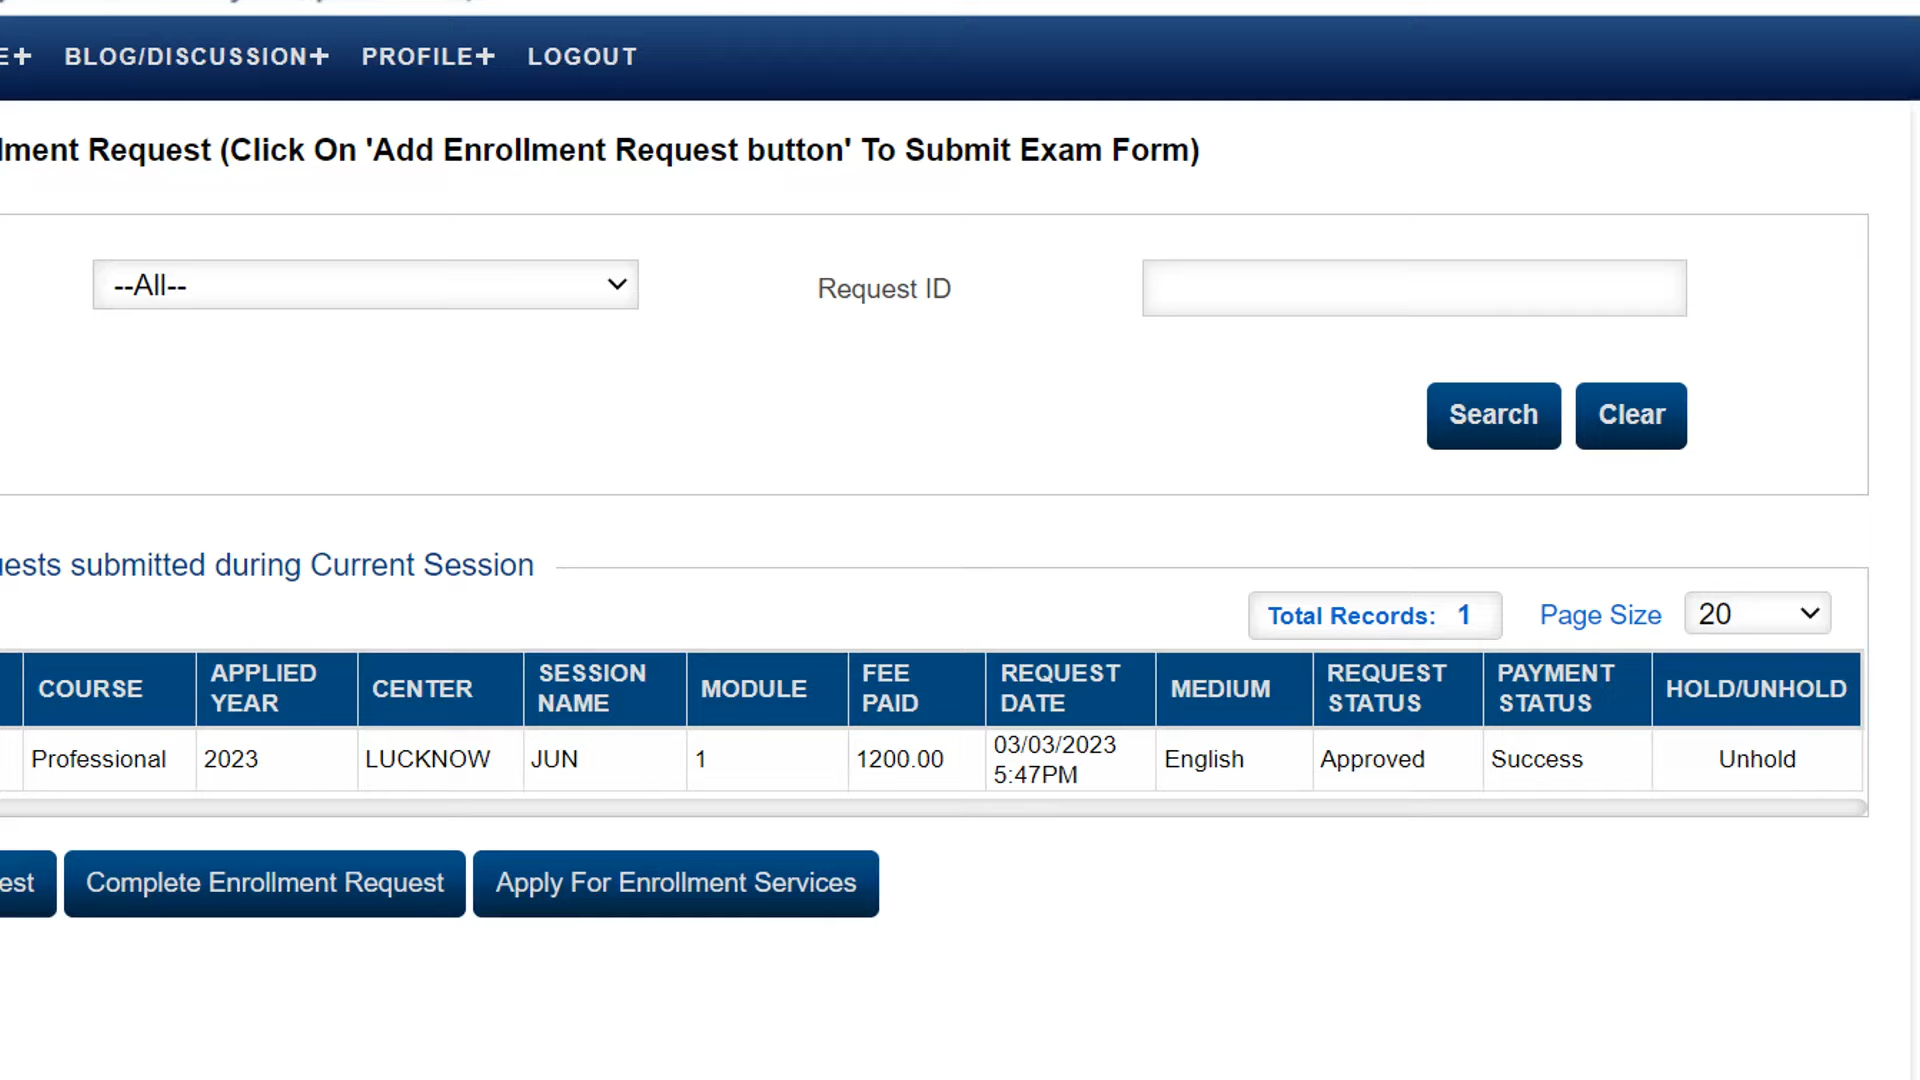 E+ BLOG/DISCUSSION+ PROFILE+ LOGOUT
lment Request (Click On 'Add Enrollment Request button' To Submit Exam Form)
--All--
Request ID
Search Clear
uests submitted during Current Session
Total Records: 1 Page Size 20
COURSE APPLIED YEAR CENTER SESSION NAME MODULE FEE PAID REQUEST DATE MEDIUM REQUEST STATUS PAYMENT STATUS HOLD/UNHOLD
Professional 2023 LUCKNOW JUN 1 1200.00 03/03/2023 5:47PM English Approved Success Unhold
est Complete Enrollment Request Apply For Enrollment Services